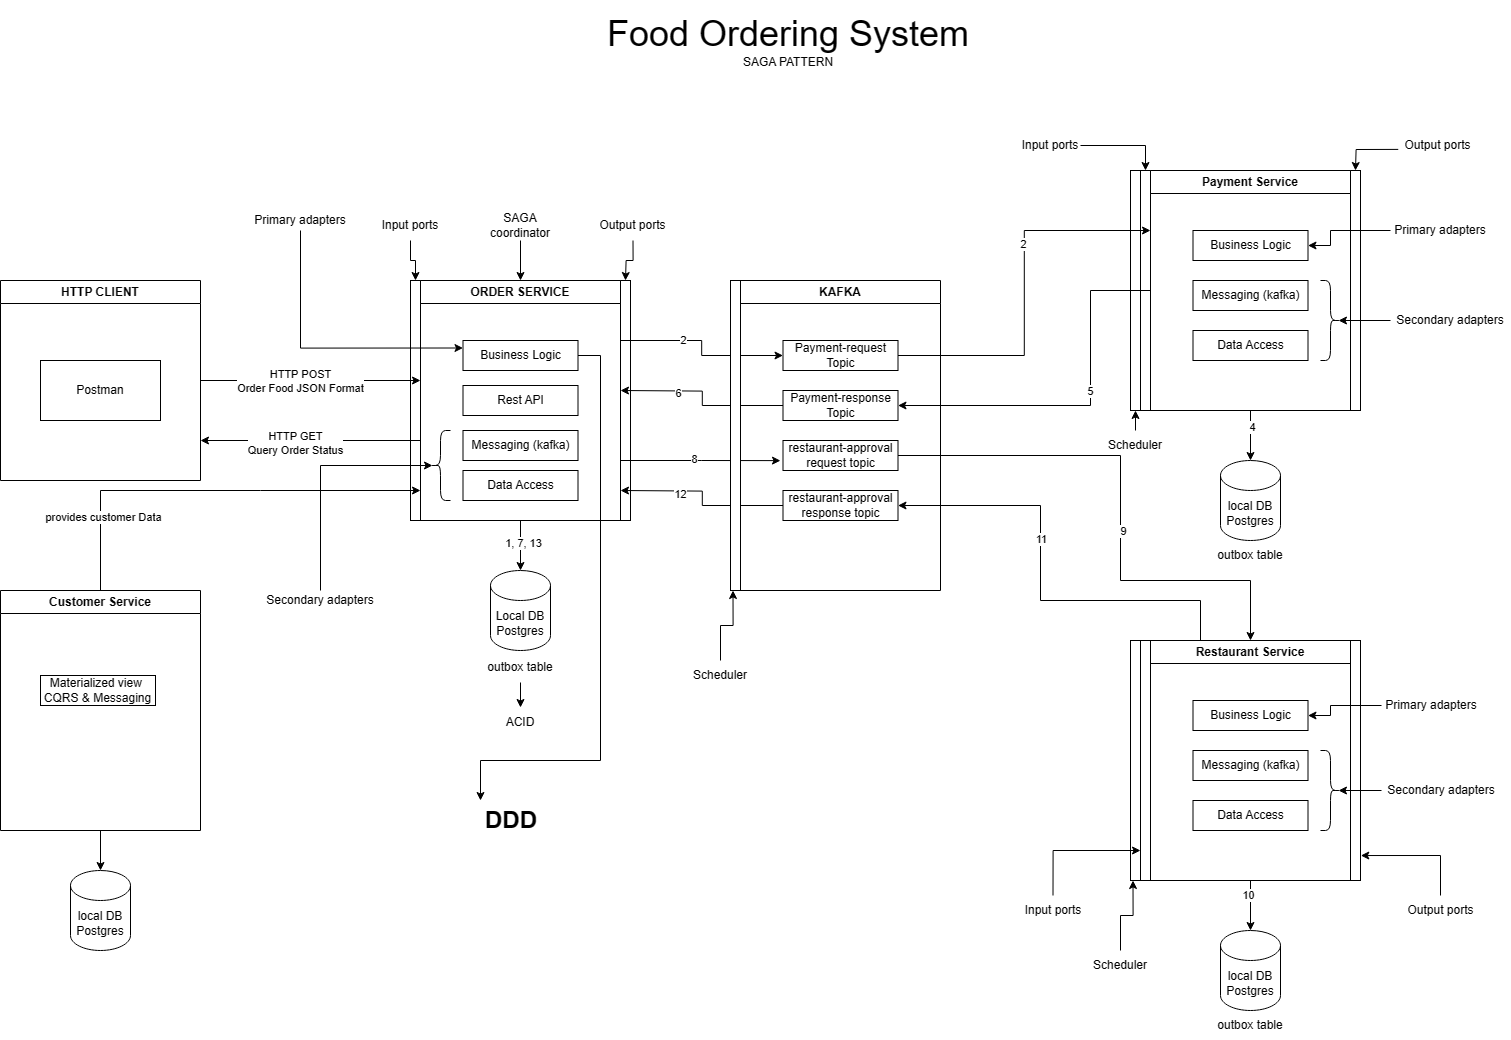 Food Ordering System
SAGA PATTERN
Primary adapters
Input ports
SAGA
coordinator
Output ports
HTTP CLIENT
Postman
HTTP POST
Order Food JSON Format
HTTP GET
Query Order Status
provides customer Data
Customer Service
Materialized view
CQRS & Messaging
local DB
Postgres
Secondary adapters
ORDER SERVICE
Business Logic
Rest API
Messaging (kafka)
Data Access
1, 7, 13
Local DB
Postgres
outbox table
ACID
DDD
2
6
8
12
KAFKA
Payment-request
Topic
Payment-response
Topic
restaurant-approval
request topic
restaurant-approval
response topic
Scheduler
2
5
9
11
Input ports
Output ports
Payment Service
Business Logic
Messaging (kafka)
Data Access
Primary adapters
Secondary adapters
Scheduler
4
local DB
Postgres
outbox table
Restaurant Service
Business Logic
Messaging (kafka)
Data Access
Primary adapters
Secondary adapters
Input ports
Output ports
Scheduler
10
local DB
Postgres
outbox table